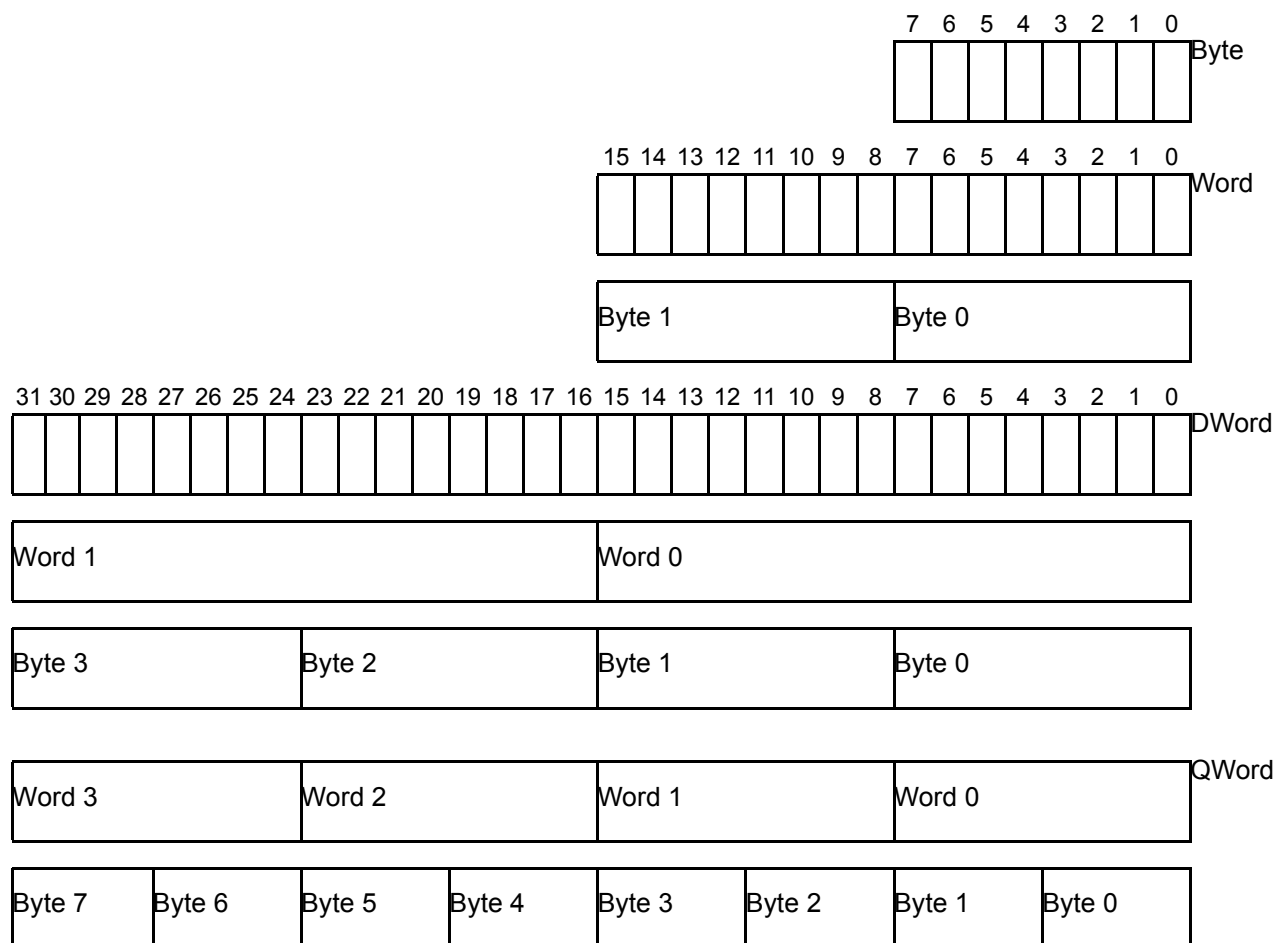 7 6 5 4 3 2 1 0
Byte
15 14 13 12 11 10 9 8 7 6 5 4 3 2 1 0
Word
Byte 1 Byte 0
31 30 29 28 27 26 25 24 23 22 21 20 19 18 17 16 15 14 13 12 11 10 9 8 7 6 5 4 3 2 1 0
DWord
Word 1 Word 0
Byte 3 Byte 2 Byte 1 Byte 0
QWord
Word 3 Word 2 Word 1 Word 0
Byte 7 Byte 6 Byte 5 Byte 4 Byte 3 Byte 2 Byte 1 Byte 0